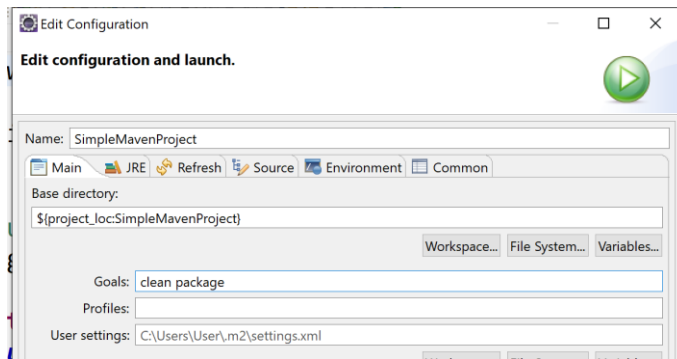 Edit Configuration
Edit configuration and launch.
Name: SimpleMavenProject
Main JRE Refresh Source Environment Common
Base directory:
${project_loc:SimpleMavenProject}
Workspace... File System... Variables...
Goals: clean package
Profiles:
User settings: C:\Users\User\.m2\settings.xml